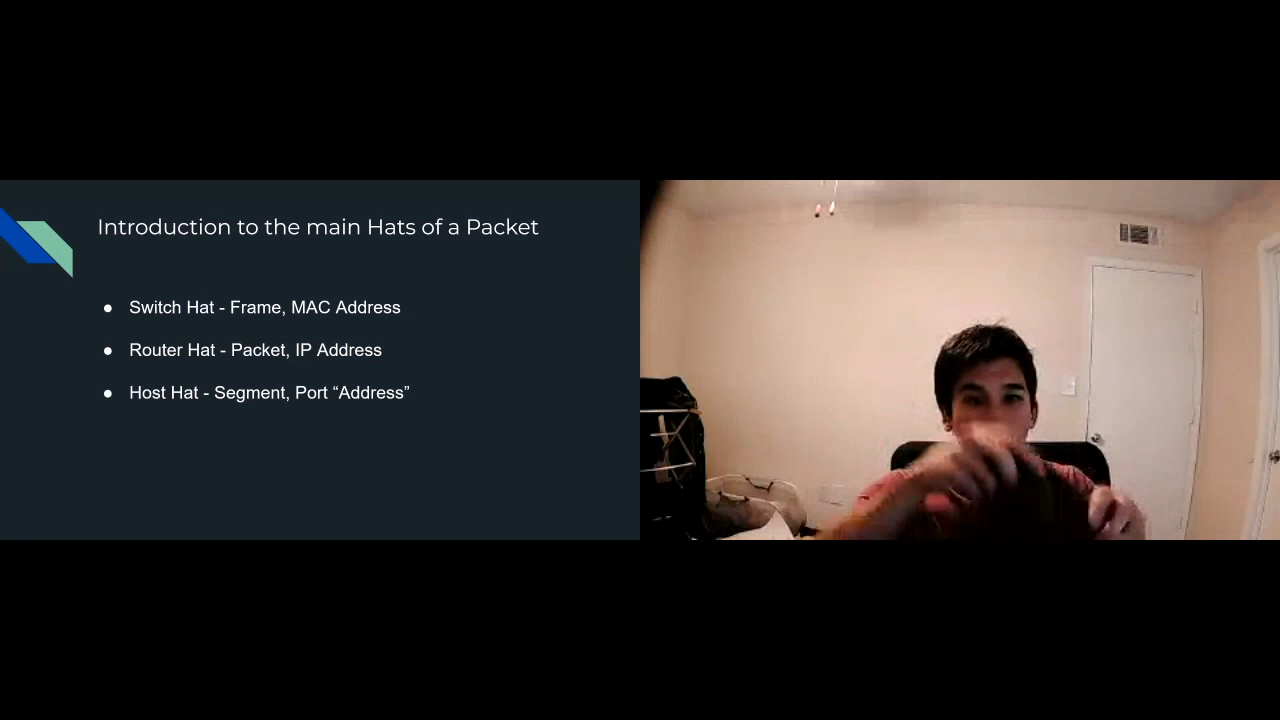 Introduction to the main Hats of a Packet
● Switch Hat - Frame, MAC Address
● Router Hat - Packet, IP Address
● Host Hat - Segment, Port “Address”